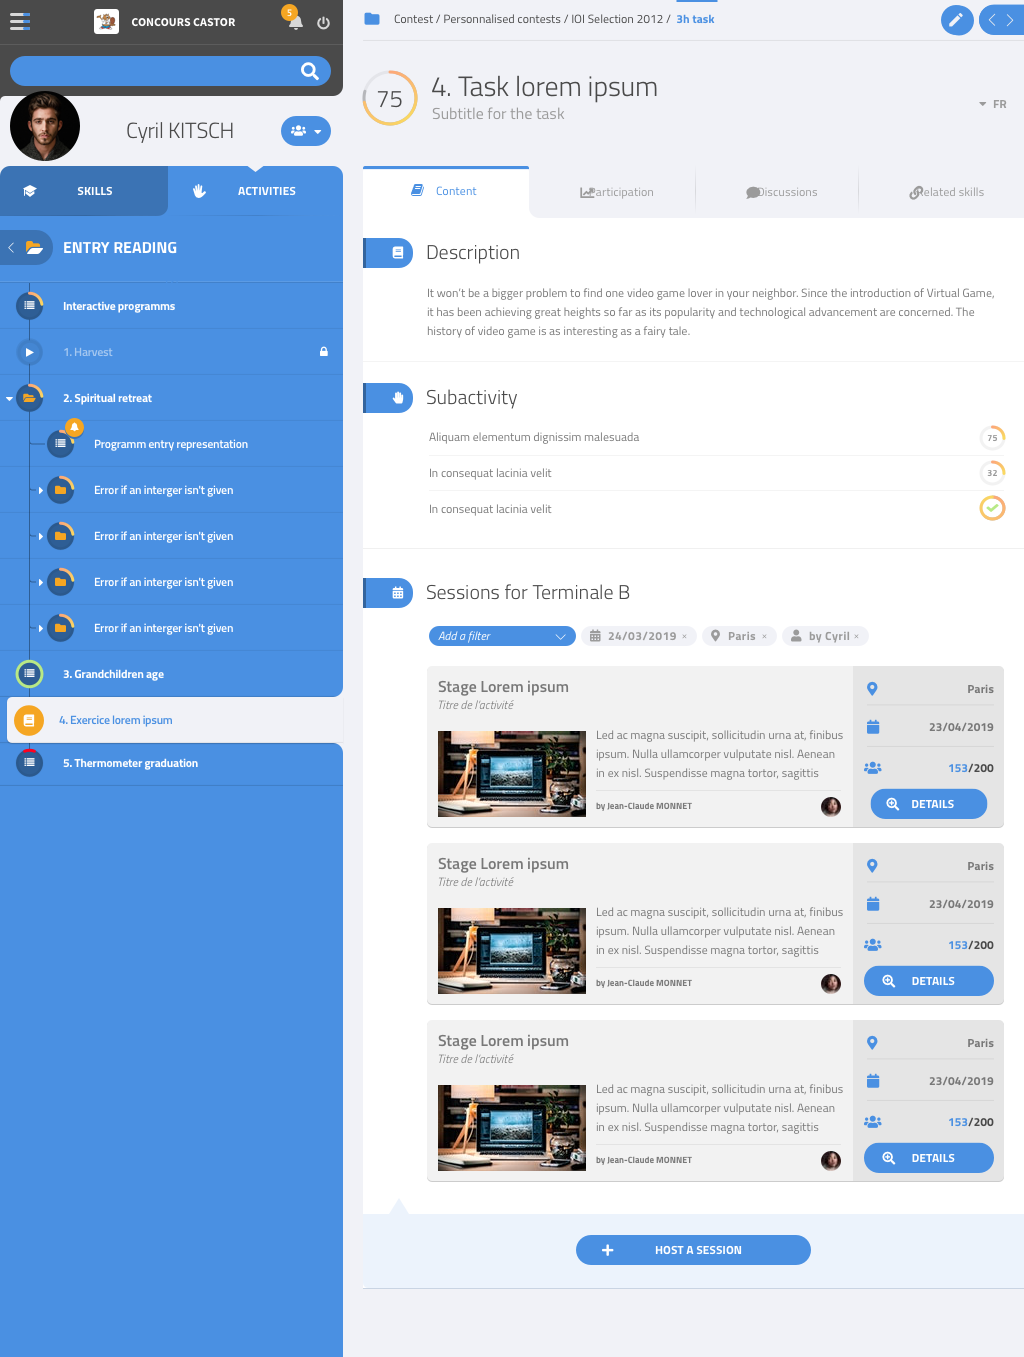 CONCOURS CASTOR
5
Cyril KITSCH
SKILLS
ACTIVITIES
ENTRY READING
Interactive programms
1. Harvest
2. Spiritual retreat
Programm entry representation
Error if an interger isn't given
Error if an interger isn't given
Error if an interger isn't given
Error if an interger isn't given
3. Grandchildren age
4. Exercice lorem ipsum
5. Thermometer graduation
Contest / Personnalised contests / IOI Selection 2012 / 3h task
75
4. Task lorem ipsum
Subtitle for the task
FR
Content
articipation
Discussions
elated skills
Description
It won't be a bigger problem to find one video game lover in your neighbor. Since the introduction of Virtual Game,
it has been achieving great heights so far as its popularity and technological advancement are concerned. The
history of video game is as interesting as a fairy tale.
Subactivity
Aliquam elementum dignissim malesuada
75
In consequat lacinia velit
32
In consequat lacinia velit
Sessions for Terminale B
Add a filter
24/03/2019 ×
Paris ×
by Cyril ×
Stage Lorem ipsum
Titre de l'activité
Led ac magna suscipit, sollicitudin urna at, finibus
ipsum. Nulla ullamcorper vulputate nisl. Aenean
in ex nisl. Suspendisse magna tortor, sagittis
by Jean-Claude MONNET
Paris
23/04/2019
153/200
DETAILS
Stage Lorem ipsum
Titre de l'activité
Led ac magna suscipit, sollicitudin urna at, finibus
ipsum. Nulla ullamcorper vulputate nisl. Aenean
in ex nisl. Suspendisse magna tortor, sagittis
by Jean-Claude MONNET
Paris
23/04/2019
153/200
DETAILS
Stage Lorem ipsum
Titre de l'activité
Led ac magna suscipit, sollicitudin urna at, finibus
ipsum. Nulla ullamcorper vulputate nisl. Aenean
in ex nisl. Suspendisse magna tortor, sagittis
by Jean-Claude MONNET
Paris
23/04/2019
153/200
DETAILS
HOST A SESSION